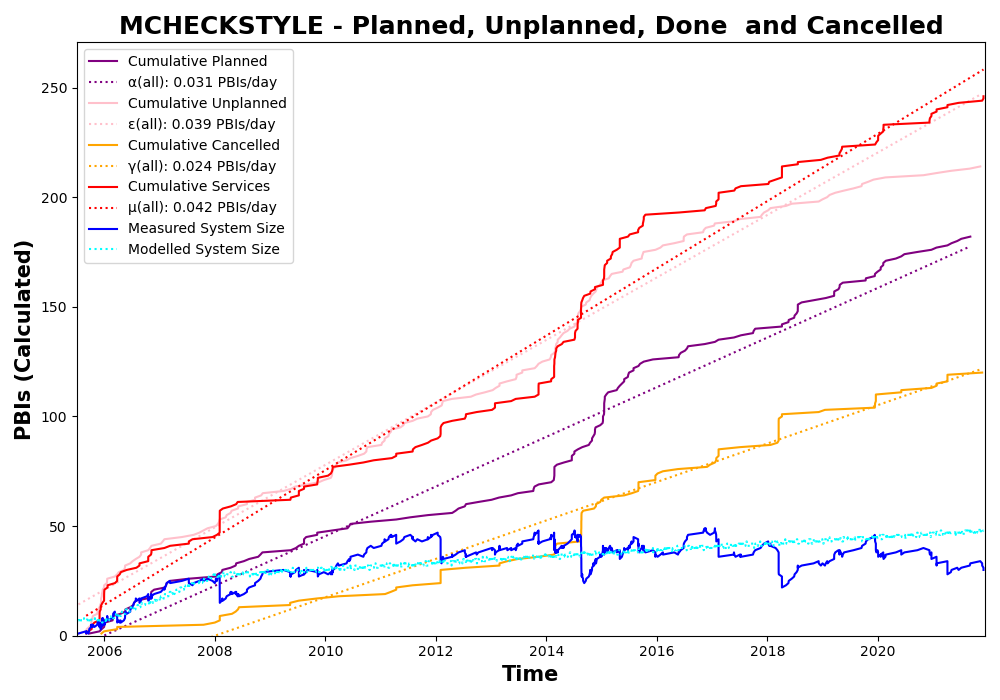 MCHECKSTYLE - Planned, Unplanned, Done  and Cancelled
Cumulative Planned
α(all): 0.031 PBIs/day
Cumulative Unplanned
ε(all): 0.039 PBIs/day
Cumulative Cancelled
γ(all): 0.024 PBIs/day
Cumulative Services
μ(all): 0.042 PBIs/day
Measured System Size
Modelled System Size
PBIs (Calculated)
250
200
150
100
50
0
2006 2008 2010 2012 2014 2016 2018 2020
Time